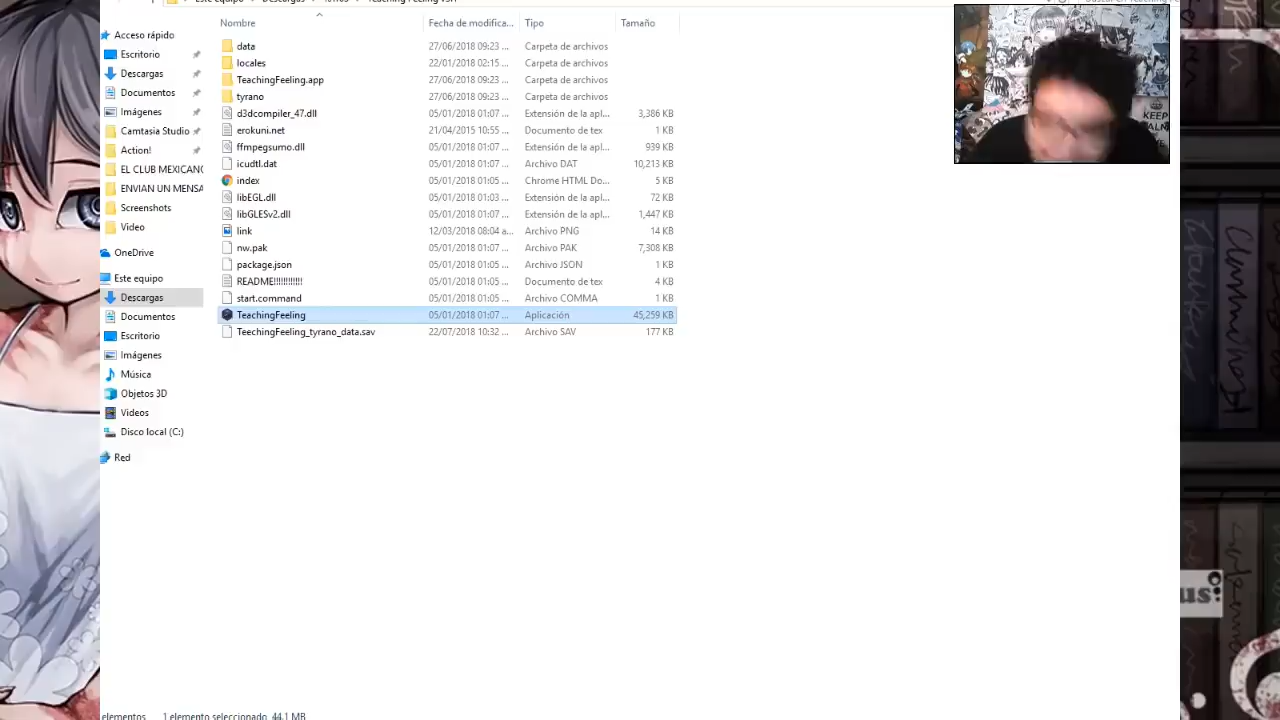 Este equipo > Descargas
Nombre Fecha de modifica... Tipo Tamaño
Acceso rápido
Escritorio
Descargas
Documentos
Imágenes
Camtasia Studio
Action!
EL CLUB MEXICANO
ENVIAN UN MENSA
Screenshots
Video
OneDrive
Este equipo
Descargas
Documentos
Escritorio
Imágenes
Música
Objetos 3D
Videos
Disco local (C:)
Red
data 27/06/2018 09:23 ... Carpeta de archivos
locales 22/01/2018 02:15 ... Carpeta de archivos
TeachingFeeling.app 27/06/2018 09:23 ... Carpeta de archivos
tyrano 27/06/2018 09:23 ... Carpeta de archivos
d3dcompiler_47.dll 05/01/2018 01:07 ... Extensión de la apl... 3,386 KB
erokuni.net 21/04/2015 10:55 ... Documento de tex 1 KB
ffmpegsumo.dll 05/01/2018 01:07 ... Extensión de la apl... 939 KB
icudtl.dat 05/01/2018 01:07 ... Archivo DAT 10,213 KB
index 05/01/2018 01:05 ... Chrome HTML Do... 5 KB
libEGL.dll 05/01/2018 01:03 ... Extensión de la apl... 72 KB
libGLESv2.dll 05/01/2018 01:07 ... Extensión de la apl... 1,447 KB
link 12/03/2018 08:04 a... Archivo PNG 14 KB
nw.pak 05/01/2018 01:07 ... Archivo PAK 7,308 KB
package.json 05/01/2018 01:05 ... Archivo JSON 1 KB
README!!!!!!!!!!!! 05/01/2018 01:05 ... Documento de tex 4 KB
start.command 05/01/2018 01:05 ... Archivo COMMA 1 KB
TeachingFeeling 05/01/2018 01:07 ... Aplicación 45,259 KB
TeechingFeeling_tyrano_data.sav 22/07/2018 10:32 ... Archivo SAV 177 KB
KEEP
elementos 1 elemento seleccionado 44.1 MB
us: